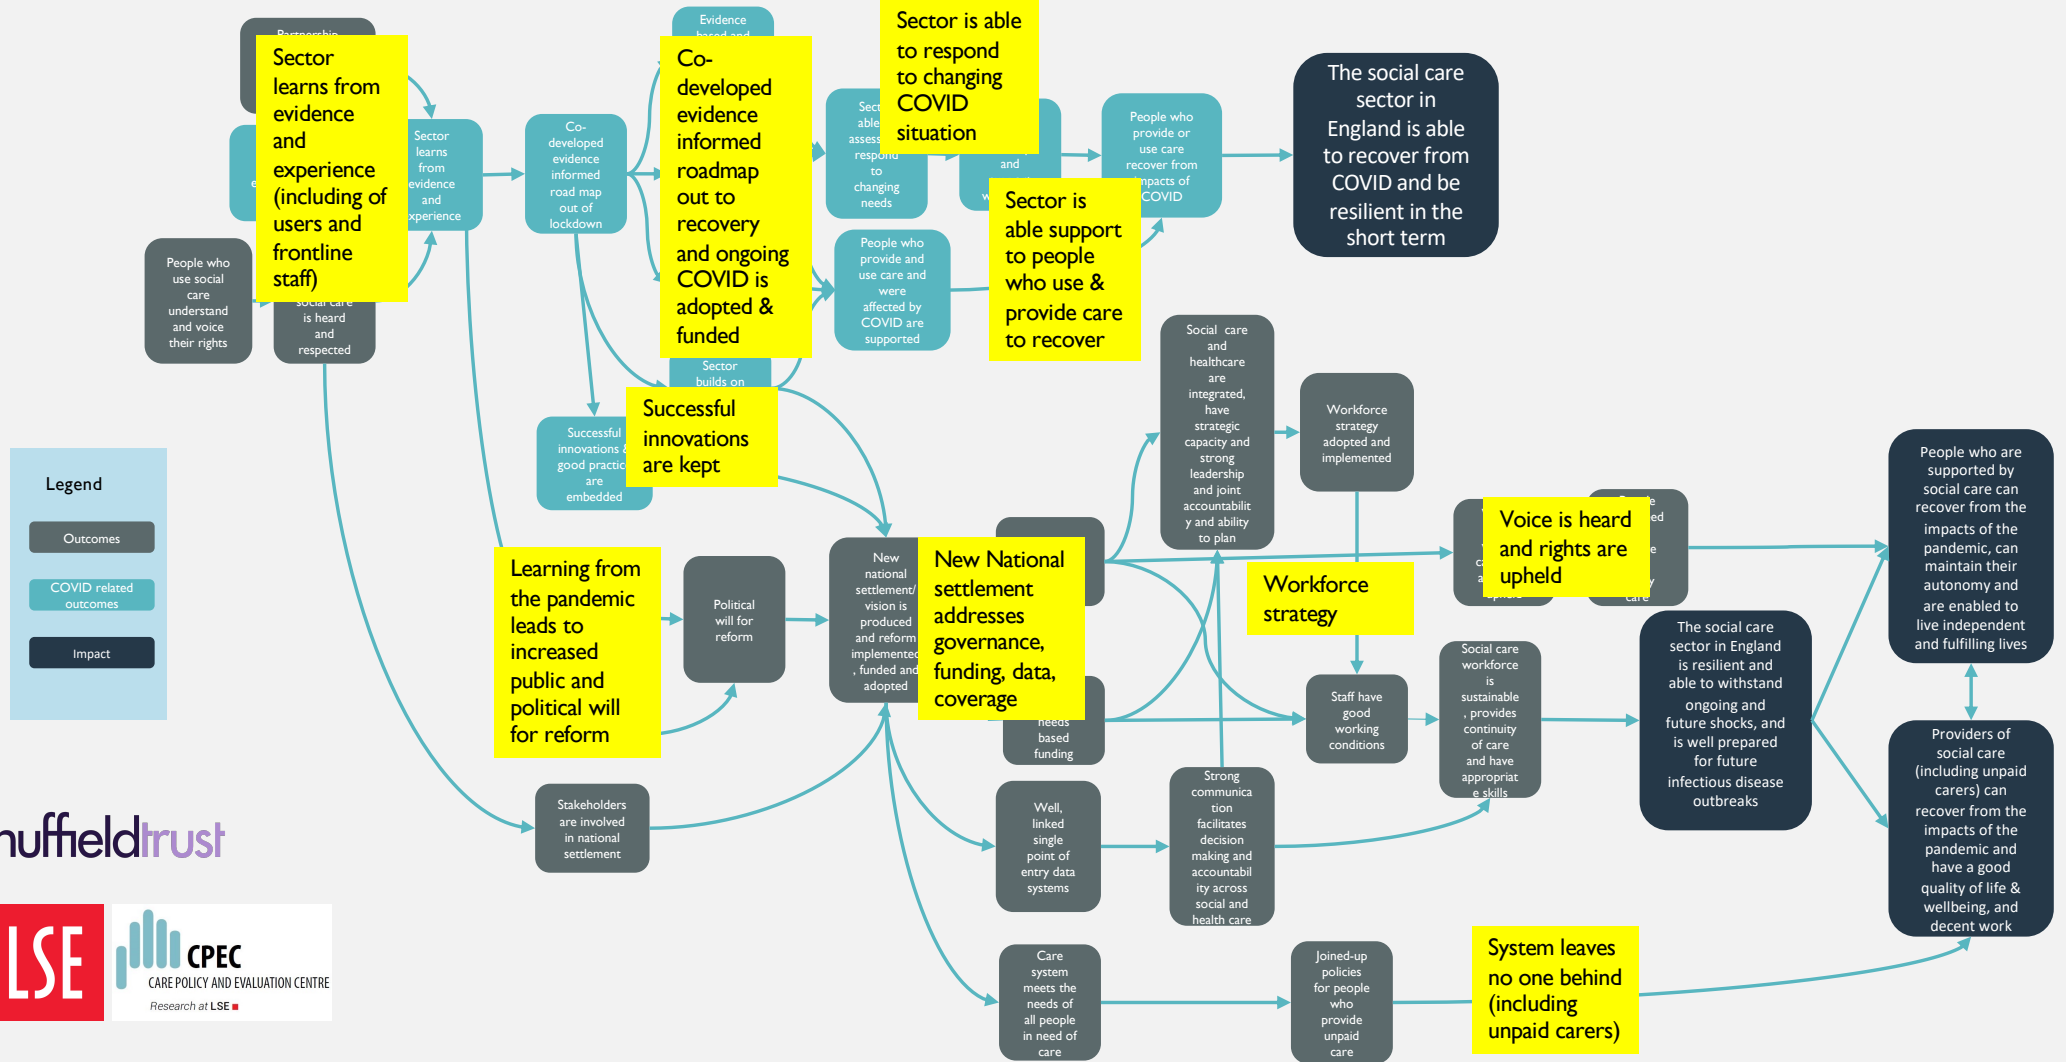 Partnership
Sector
learns from
evidence
and
experience
(including of
users and
frontline
staff)
Sector
learns
from
evidence
and
experience
People who
use social
care
understand
and voice
their rights
social care
is heard
and
respected
Co-
developed
evidence
informed
road map
out of
lockdown
Evidence
based and
Co-
developed
evidence
informed
roadmap
out to
recovery
and ongoing
COVID is
adopted &
funded
Sector is able
to respond
to changing
COVID
situation
respond
to
changing
needs
and
People who
provide or
use care
recover from
impacts of
COVID
The social care
sector in
England is able
to recover from
COVID and be
resilient in the
short term
People who
provide and
use care and
were
affected by
COVID are
supported
Sector is
able support
to people
who use &
provide care
to recover
Sector
builds on
Successful
innovations
are kept
Successful
innovations &
good practice
are
embedded
Social care
and
healthcare
are
integrated,
have
strategic
capacity and
strong
leadership
and joint
accountabilit
y and ability
to plan
Workforce
strategy
adopted and
implemented
Legend
Outcomes
COVID related
outcomes
Impact
Learning from
the pandemic
leads to
increased
public and
political will
for reform
Political
will for
reform
New
national
settlement/
vision is
produced
and reform
implemented
, funded and
adopted
New National
settlement
addresses
governance,
funding, data,
coverage
needs
based
funding
Workforce
strategy
Voice is heard
and rights are
upheld
care
Staff have
good
working
conditions
Social care
workforce
is
sustainable
, provides
continuity
of care
and have
appropriat
e skills
The social care
sector in England
is resilient and
able to withstand
ongoing and
future shocks, and
is well prepared
for future
infectious disease
outbreaks
People who are
supported by
social care can
recover from the
impacts of the
pandemic, can
maintain their
autonomy and
are enabled to
live independent
and fulfilling lives
Providers of
social care
(including unpaid
carers) can
recover from the
impacts of the
pandemic and
have a good
quality of life &
wellbeing, and
decent work
Stakeholders
are involved
in national
settlement
Well,
linked
single
point of
entry data
systems
Strong
communica
tion
facilitates
decision
making and
accountabil
ity across
social and
health care
Care
system
meets the
needs of
all people
in need of
care
Joined-up
policies
for people
who
provide
unpaid
care
System leaves
no one behind
(including
unpaid carers)
nuffieldtrust
LSE
CPEC
CARE POLICY AND EVALUATION CENTRE
Research at LSE